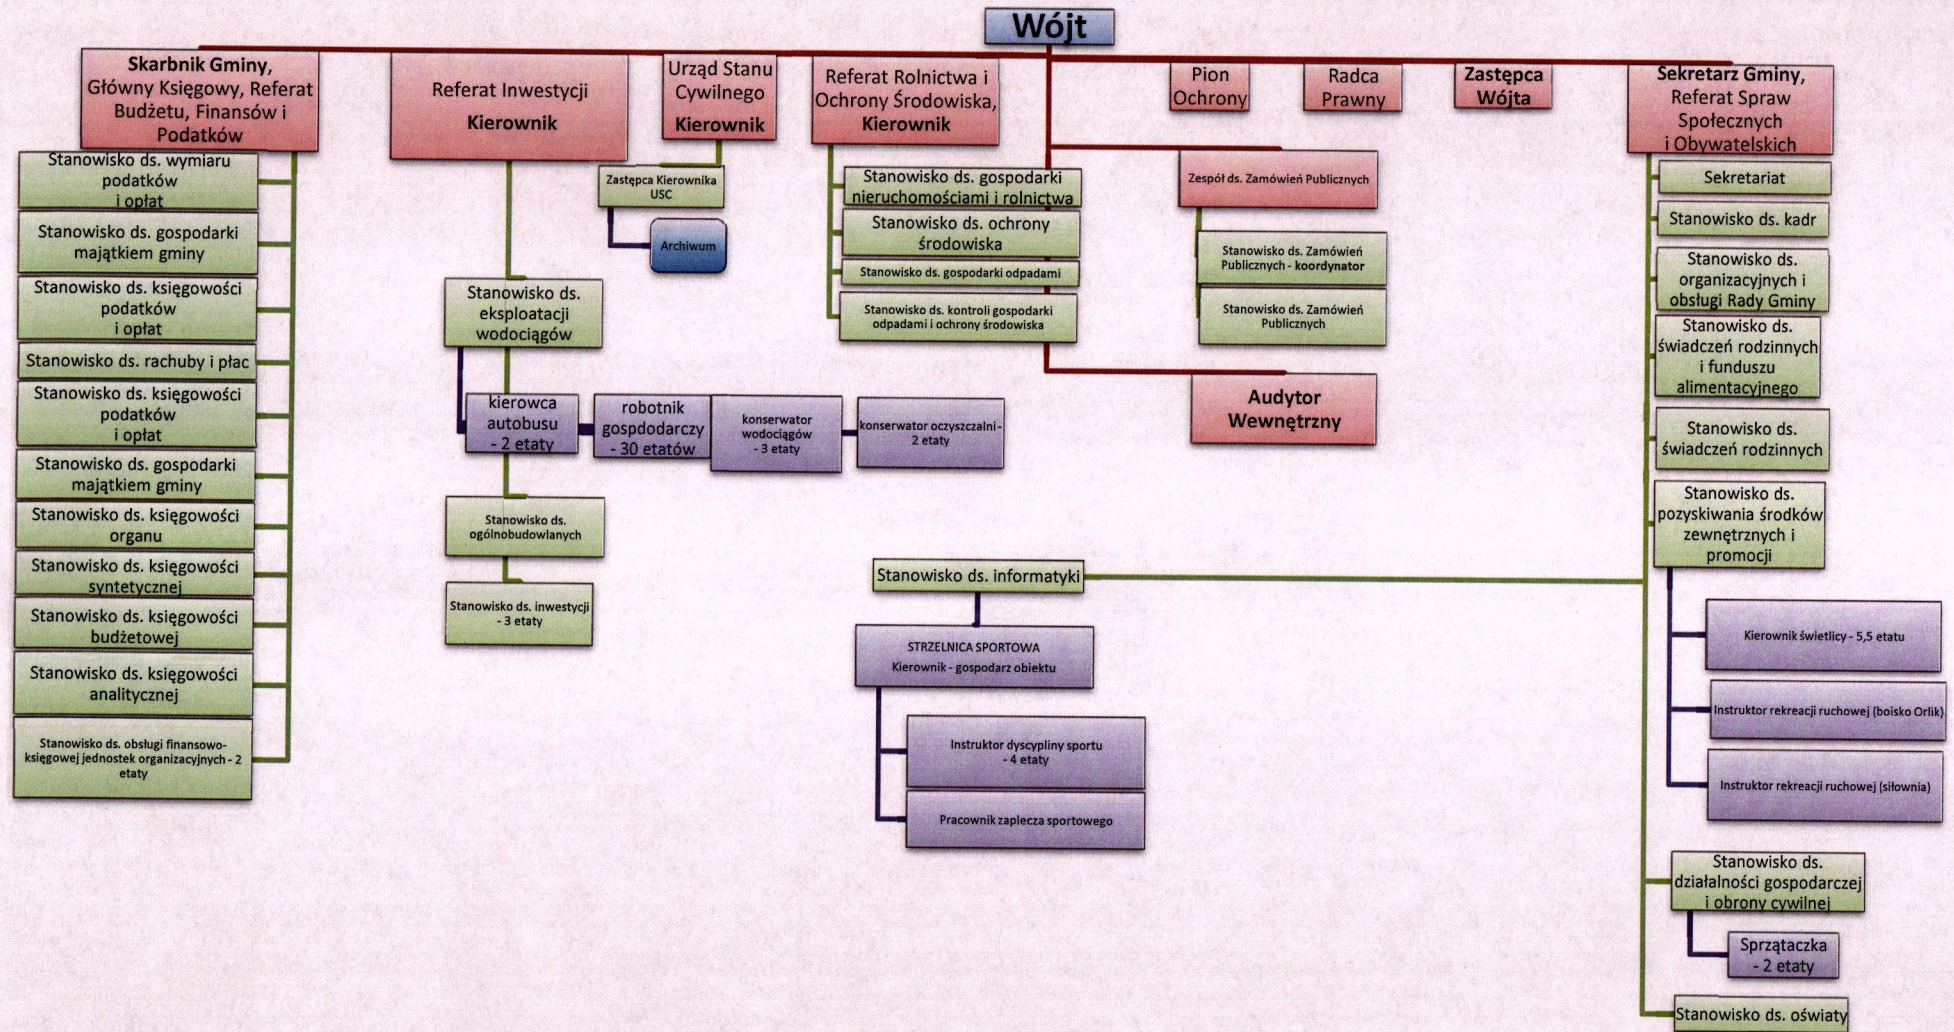 Wójt
Skarbnik Gminy,
Główny Księgowy, Referat
Budżetu, Finansów i
Podatków
Stanowisko ds. wymiaru
podatków
i opłat
Stanowisko ds. gospodarki
majątkiem gminy
Stanowisko ds. księgowości
podatków
i opłat
Stanowisko ds. rachuby i płac
Stanowisko ds. księgowości
podatków
i opłat
Stanowisko ds. gospodarki
majątkiem gminy
Stanowisko ds. księgowości
organu
Stanowisko ds. księgowości
syntetycznej
Stanowisko ds. księgowości
budżetowej
Stanowisko ds. księgowości
analitycznej
Stanowisko ds. obsługi finansowo-
księgowej jednostek organizacyjnych - 2
etaty
Referat Inwestycji
Kierownik
Stanowisko ds.
eksploatacji
wodociągów
kierowca
autobusu
- 2 etaty
robotnik
gospdodarczy
- 30 etatów
konserwator
wodociągów
- 3 etaty
konserwator oczyszczalni -
2 etaty
Stanowisko ds.
ogólnobudowlanych
Stanowisko ds. inwestycji
- 3 etaty
Urząd Stanu
Cywilnego
Kierownik
Zastępca Kierownika
USC
Archiwum
Referat Rolnictwa i
Ochrony Środowiska,
Kierownik
Stanowisko ds. gospodarki
nieruchomościami i rolnictwa
Stanowisko ds. ochrony
środowiska
Stanowisko ds. gospodarki odpadami
Stanowisko ds. kontroli gospodarki
odpadami i ochrony środowiska
Pion
Ochrony
Radca
Prawny
Zastępca
Wójta
Zespół ds. Zamówień Publicznych
Stanowisko ds. Zamówień
Publicznych - koordynator
Stanowisko ds. Zamówień
Publicznych
Audytor
Wewnętrzny
Sekretarz Gminy,
Referat Spraw
Społecznych
i Obywatelskich
Sekretariat
Stanowisko ds. kadr
Stanowisko ds.
organizacyjnych i
obsługi Rady Gminy
Stanowisko ds.
świadczeń rodzinnych
i funduszu
alimentacyjnego
Stanowisko ds.
świadczeń rodzinnych
Stanowisko ds.
pozyskiwania środków
zewnętrznych i
promocji
Kierownik świetlicy - 5,5 etatu
Instruktor rekreacji ruchowej (boisko Orlik)
Instruktor rekreacji ruchowej (siłownia)
Stanowisko ds. informatyki
STRZELNICA SPORTOWA
Kierownik - gospodarz obiektu
Instruktor dyscypliny sportu
- 4 etaty
Pracownik zaplecza sportowego
Stanowisko ds.
działalności gospodarczej
i obrony cywilnej
Sprzątaczka
- 2 etaty
Stanowisko ds. oświaty